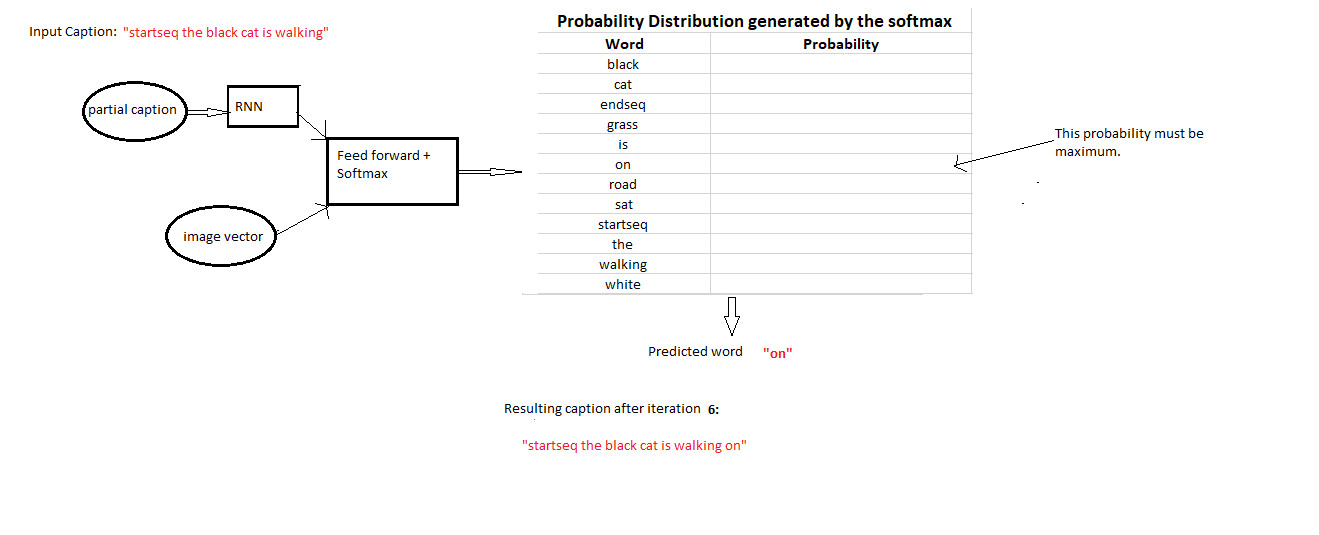 Input Caption: "startseq the black cat is walking"
partial caption
RNN
Feed forward +
Softmax
image vector
Probability Distribution generated by the softmax
Word Probability
black
cat
endseq
grass
is
on
road
sat
startseq
the
walking
white
This probability must be
maximum.
Predicted word "on"
Resulting caption after iteration 6:
"startseq the black cat is walking on"